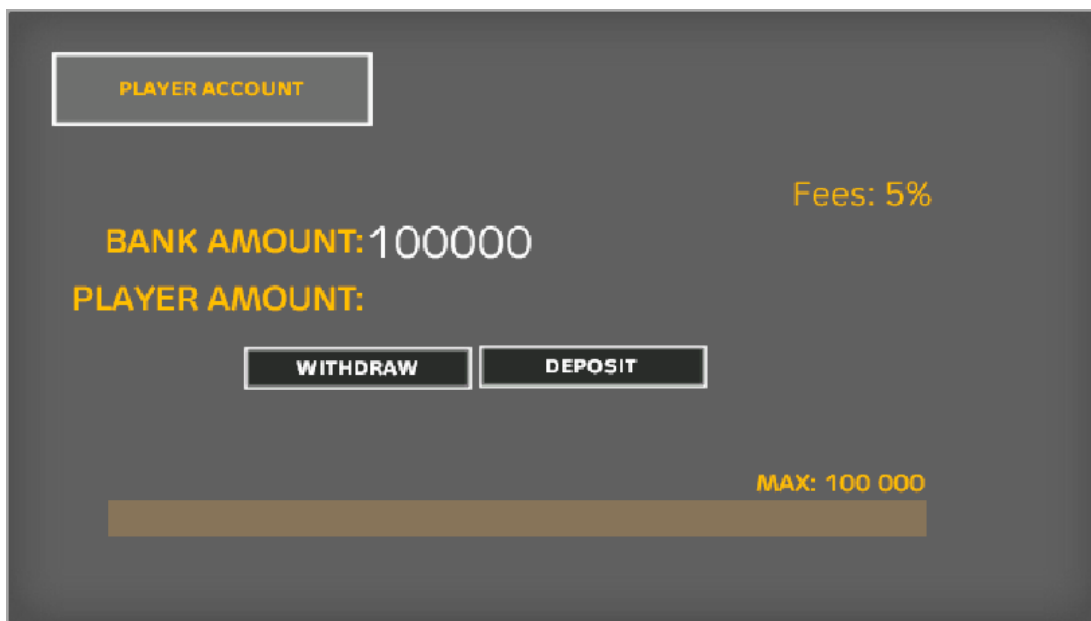 PLAYER ACCOUNT
Fees: 5%
BANK AMOUNT: 100000
PLAYER AMOUNT:
WITHDRAW DEPOSIT
MAX: 100 000